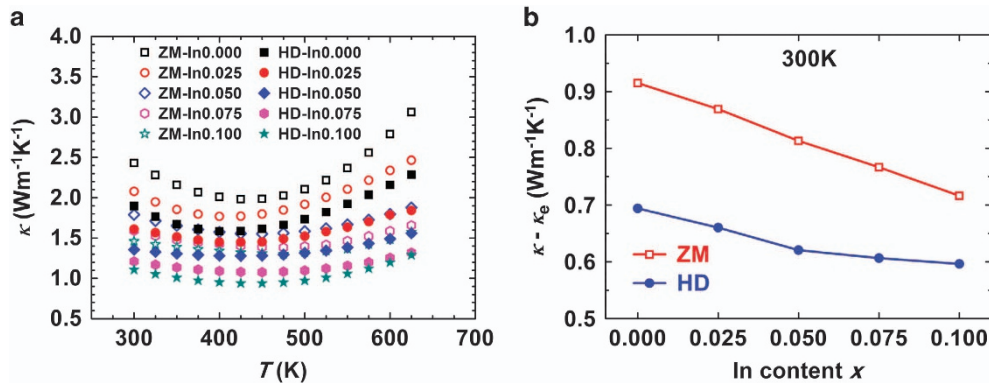 a
b
4.0
3.5
3.0
2.5
2.0
1.5
1.0
0.5
κ (Wm⁻¹K⁻¹)
ZM-In0.000
HD-In0.000
ZM-In0.025
HD-In0.025
ZM-In0.050
HD-In0.050
ZM-In0.075
HD-In0.075
ZM-In0.100
HD-In0.100
300
400
500
600
700
T (K)
1.0
0.9
0.8
0.7
0.6
0.5
κ - κₑ (Wm⁻¹K⁻¹)
300K
ZM
HD
0.000
0.025
0.050
0.075
0.100
In content x